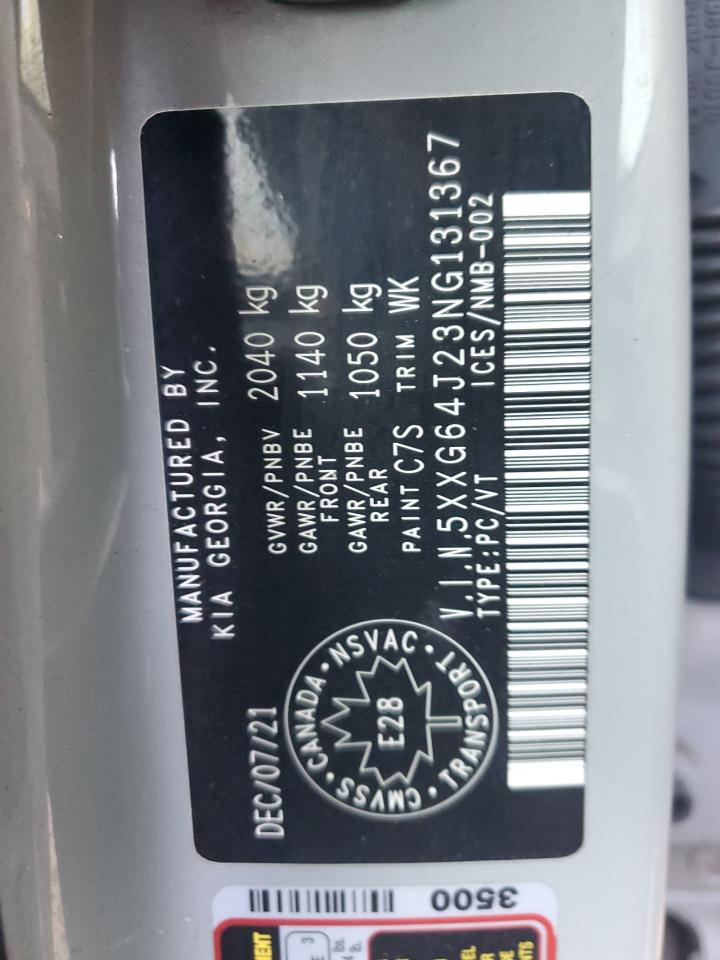 MANUFACTURED BY
KIA GEORGIA, INC.
DEC/07/21
GVWR/PNBV 2040 kg
GAWR/PNBE 1140 kg
FRONT
GAWR/PNBE 1050 kg
REAR
PAINT C7S TRIM WK
CMVSS • CANADA • NSVAC • TRANSPORT •
E28
V.I.N.5XXG64J23NG131367
TYPE:PC/VT ICES/NMB-002
3500